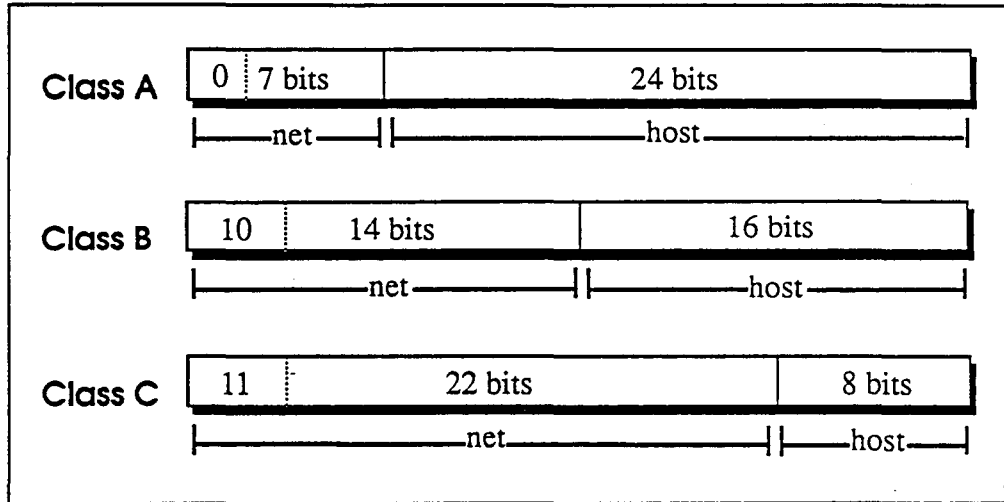 Class A 0 7 bits 24 bits
net host
Class B 10 14 bits 16 bits
net host
Class C 11 22 bits 8 bits
net host